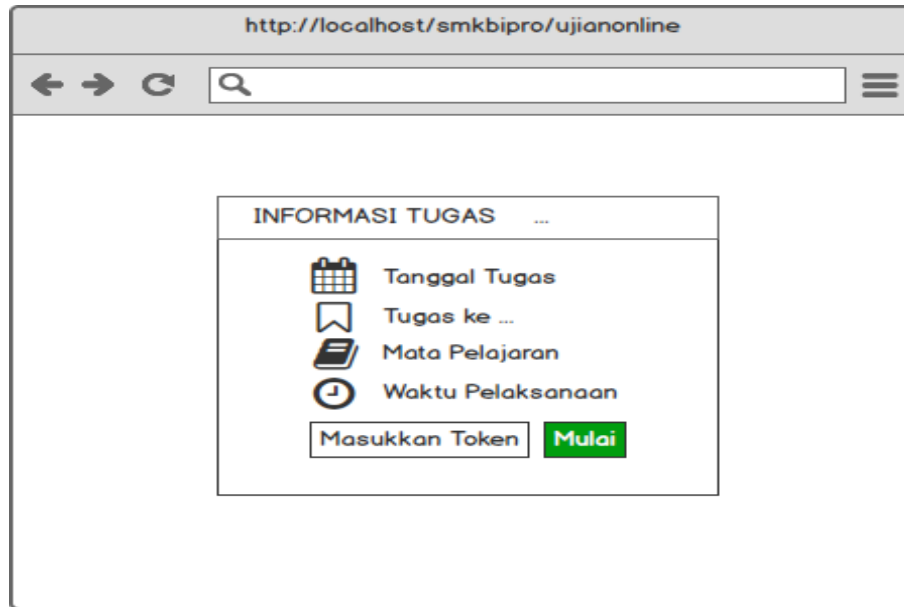 http://localhost/smkbipro/ujianonline
INFORMASI TUGAS ...
Tanggal Tugas
Tugas ke ...
Mata Pelajaran
Waktu Pelaksanaan
Masukkan Token Mulai